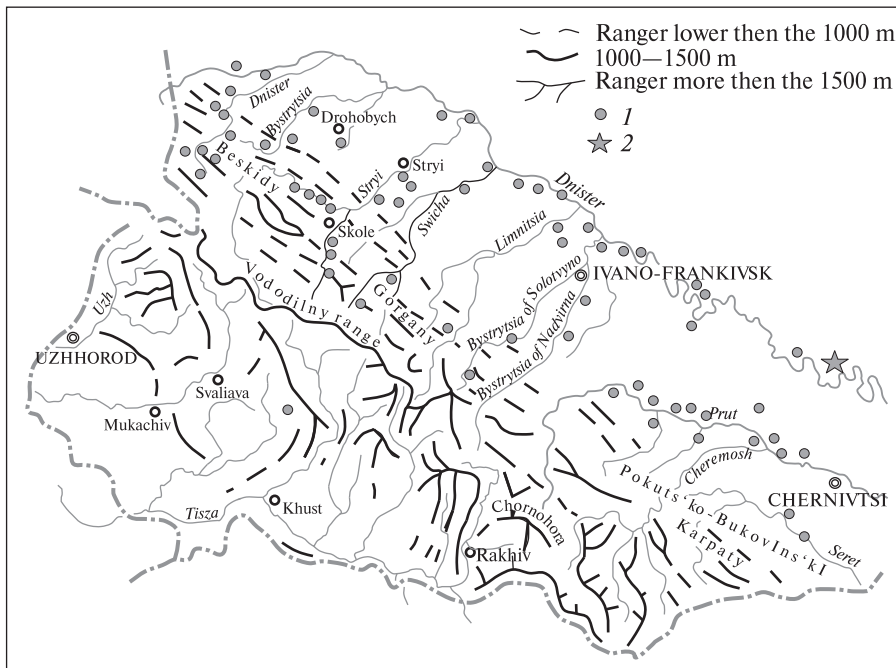 Ranger lower then the 1000 m
1000—1500 m
Ranger more then the 1500 m
1
2
Dnister
Bystrytsia
Drohobych
Beskidy
Stryi
Stryi
Swicha
Dnister
Skole
Limnitsia
Uzh
Vododilny range
Gorgany
Bystrytsia of Solotvyno
IVANO-FRANKIVSK
Bystrytsia of Nadvirna
UZHHOROD
Svaliava
Mukachiv
Prut
Cheremosh
Pokuts‘ko-BukovIns‘kI
Karpaty
CHERNIVTSI
Tisza
Khust
Chornohora
Rakhiv
Seret